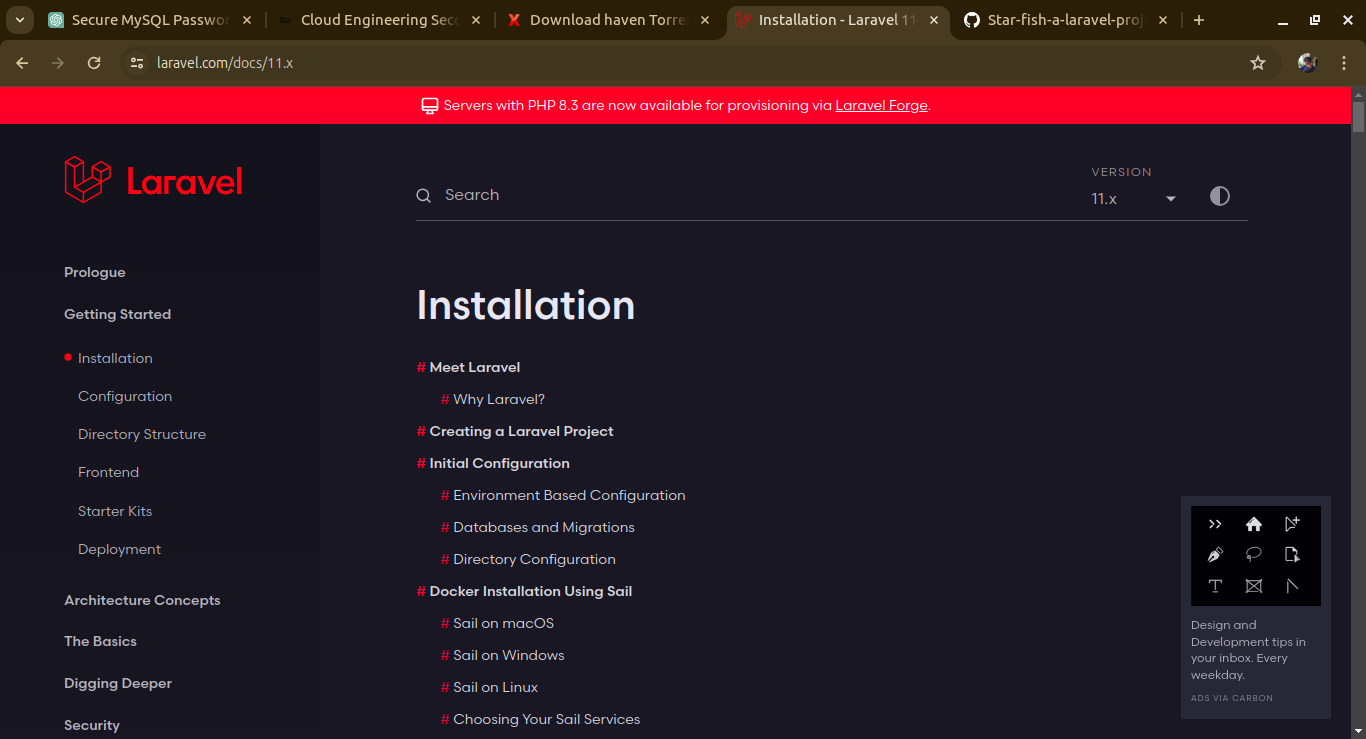 Secure MySQL Passwor
Cloud Engineering Seco
Download haven Torre
Installation - Laravel 11
Star-fish-a-laravel-proj
laravel.com/docs/11.x
Servers with PHP 8.3 are now available for provisioning via Laravel Forge.
Laravel
Search
VERSION
11.x
Prologue
Getting Started
Installation
Configuration
Directory Structure
Frontend
Starter Kits
Deployment
Architecture Concepts
The Basics
Digging Deeper
Security
Installation
# Meet Laravel
# Why Laravel?
# Creating a Laravel Project
# Initial Configuration
# Environment Based Configuration
# Databases and Migrations
# Directory Configuration
# Docker Installation Using Sail
# Sail on macOS
# Sail on Windows
# Sail on Linux
# Choosing Your Sail Services
Design and
Development tips in
your inbox. Every
weekday.
ADS VIA CARBON